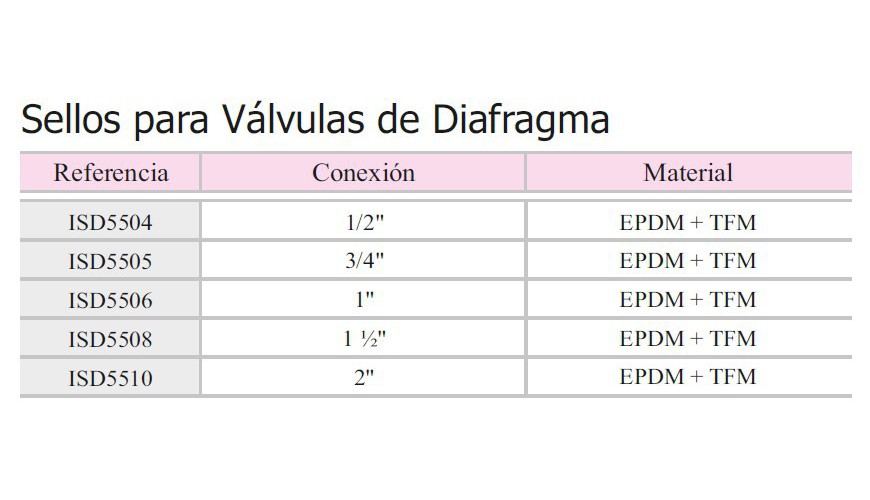 Sellos para Válvulas de Diafragma
Referencia Conexión Material
ISD5504 1/2" EPDM + TFM
ISD5505 3/4" EPDM + TFM
ISD5506 1" EPDM + TFM
ISD5508 1 ½" EPDM + TFM
ISD5510 2" EPDM + TFM